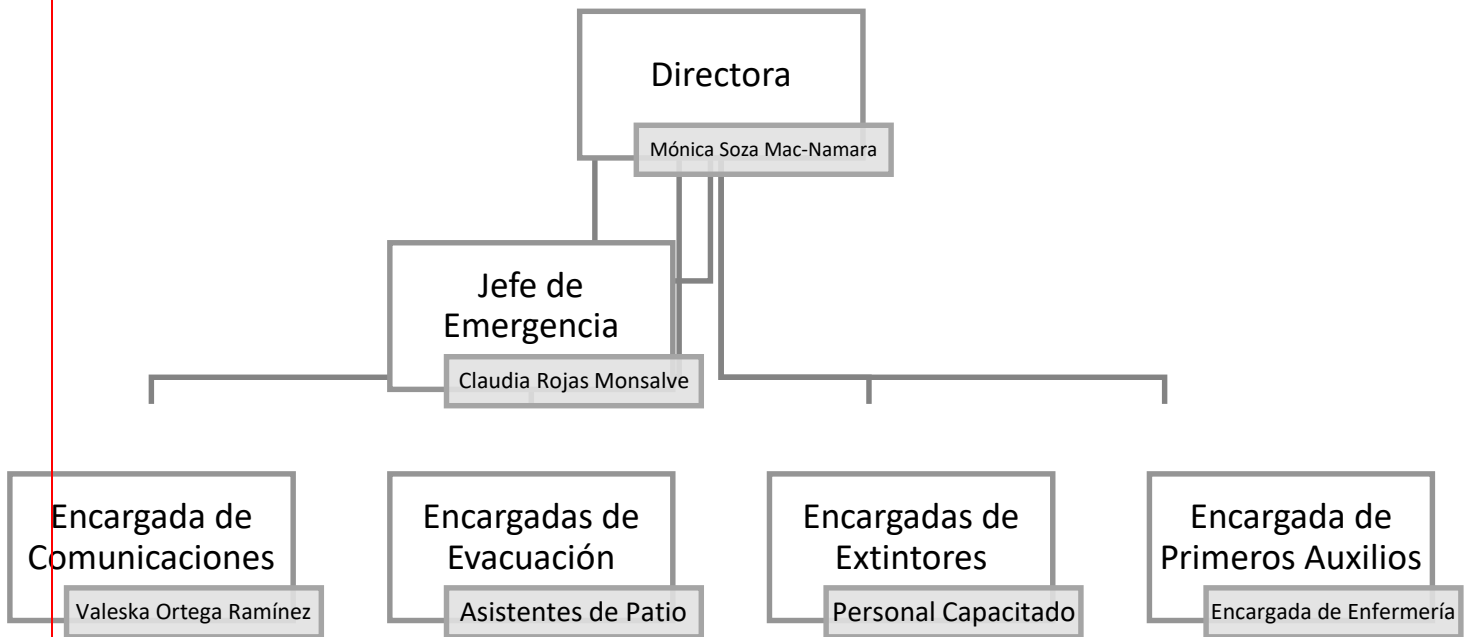 Directora
Mónica Soza Mac-Namara
Jefe de
Emergencia
Claudia Rojas Monsalve
Encargada de
Comunicaciones
Valeska Ortega Ramínez
Encargadas de
Evacuación
Asistentes de Patio
Encargadas de
Extintores
Personal Capacitado
Encargada de
Primeros Auxilios
Encargada de Enfermería